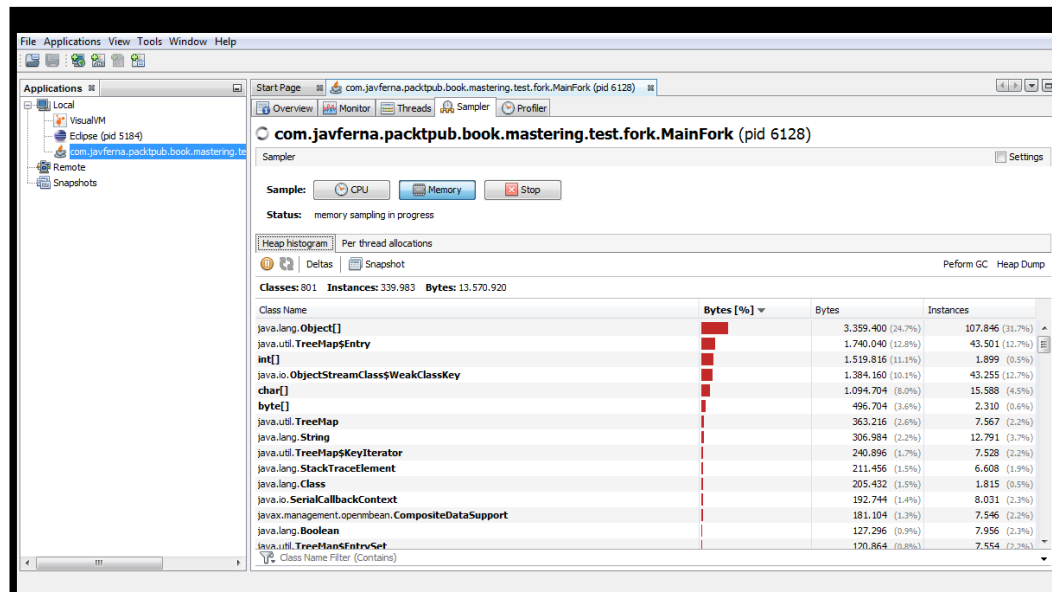 File Applications View Tools Window Help
Applications
Local
VisualVM
Eclipse (pid 5184)
com.javferna.packtpub.book.mastering.te
Remote
Snapshots
Start Page com.javferna.packtpub.book.mastering.test.fork.MainFork (pid 6128)
Overview Monitor Threads Sampler Profiler
com.javferna.packtpub.book.mastering.test.fork.MainFork (pid 6128)
Sampler Settings
Sample: CPU Memory Stop
Status: memory sampling in progress
Heap histogram Per thread allocations
Deltas Snapshot Peform GC Heap Dump
Classes: 801 Instances: 339.983 Bytes: 13.570.920
Class Name Bytes [%] Bytes Instances
java.lang.Object[] 3.359.400 (24.7%) 107.846 (31.7%)
java.util.TreeMap$Entry 1.740.040 (12.8%) 43.501 (12.7%)
int[] 1.519.816 (11.1%) 1.899 (0.5%)
java.io.ObjectStreamClass$WeakClassKey 1.384.160 (10.1%) 43.255 (12.7%)
char[] 1.094.704 (8.0%) 15.588 (4.5%)
byte[] 496.704 (3.6%) 2.310 (0.6%)
java.util.TreeMap 363.216 (2.6%) 7.567 (2.2%)
java.lang.String 306.984 (2.2%) 12.791 (3.7%)
java.util.TreeMap$KeyIterator 240.896 (1.7%) 7.528 (2.2%)
java.lang.StackTraceElement 211.456 (1.5%) 6.608 (1.9%)
java.lang.Class 205.432 (1.5%) 1.815 (0.5%)
java.io.SerialCallbackContext 192.744 (1.4%) 8.031 (2.3%)
javax.management.openmbean.CompositeDataSupport 181.104 (1.3%) 7.546 (2.2%)
java.lang.Boolean 127.296 (0.9%) 7.956 (2.3%)
java.util.TreeMap$EntrySet 120.864 (0.8%) 7.554 (2.2%)
Class Name Filter (Contains)